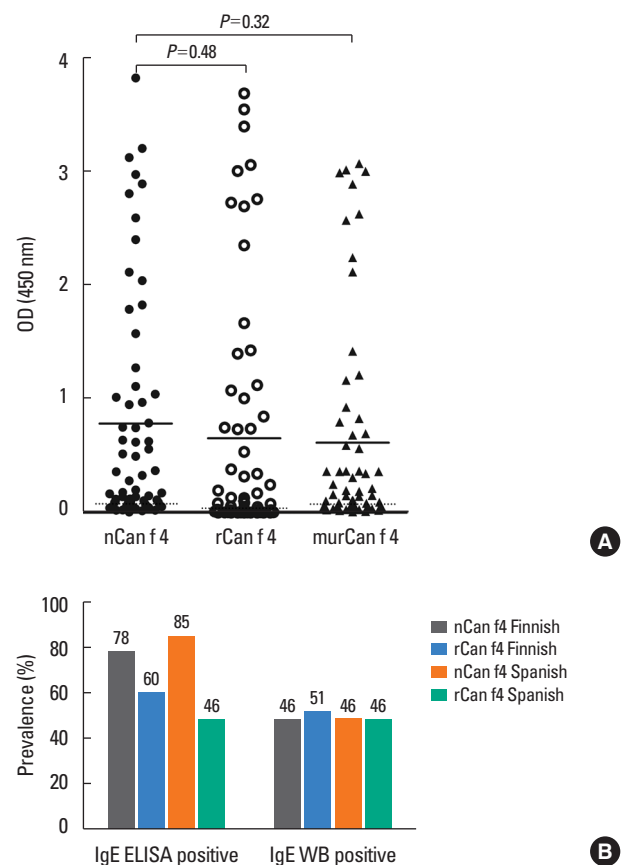 P=0.32
P=0.48
4
3
2
1
0
OD (450 nm)
nCan f 4 rCan f 4 murCan f 4
A
100
80
60
40
20
0
Prevalence (%)
78 60 85 46 46 51 46 46
IgE ELISA positive IgE WB positive
nCan f4 Finnish
rCan f4 Finnish
nCan f4 Spanish
rCan f4 Spanish
B